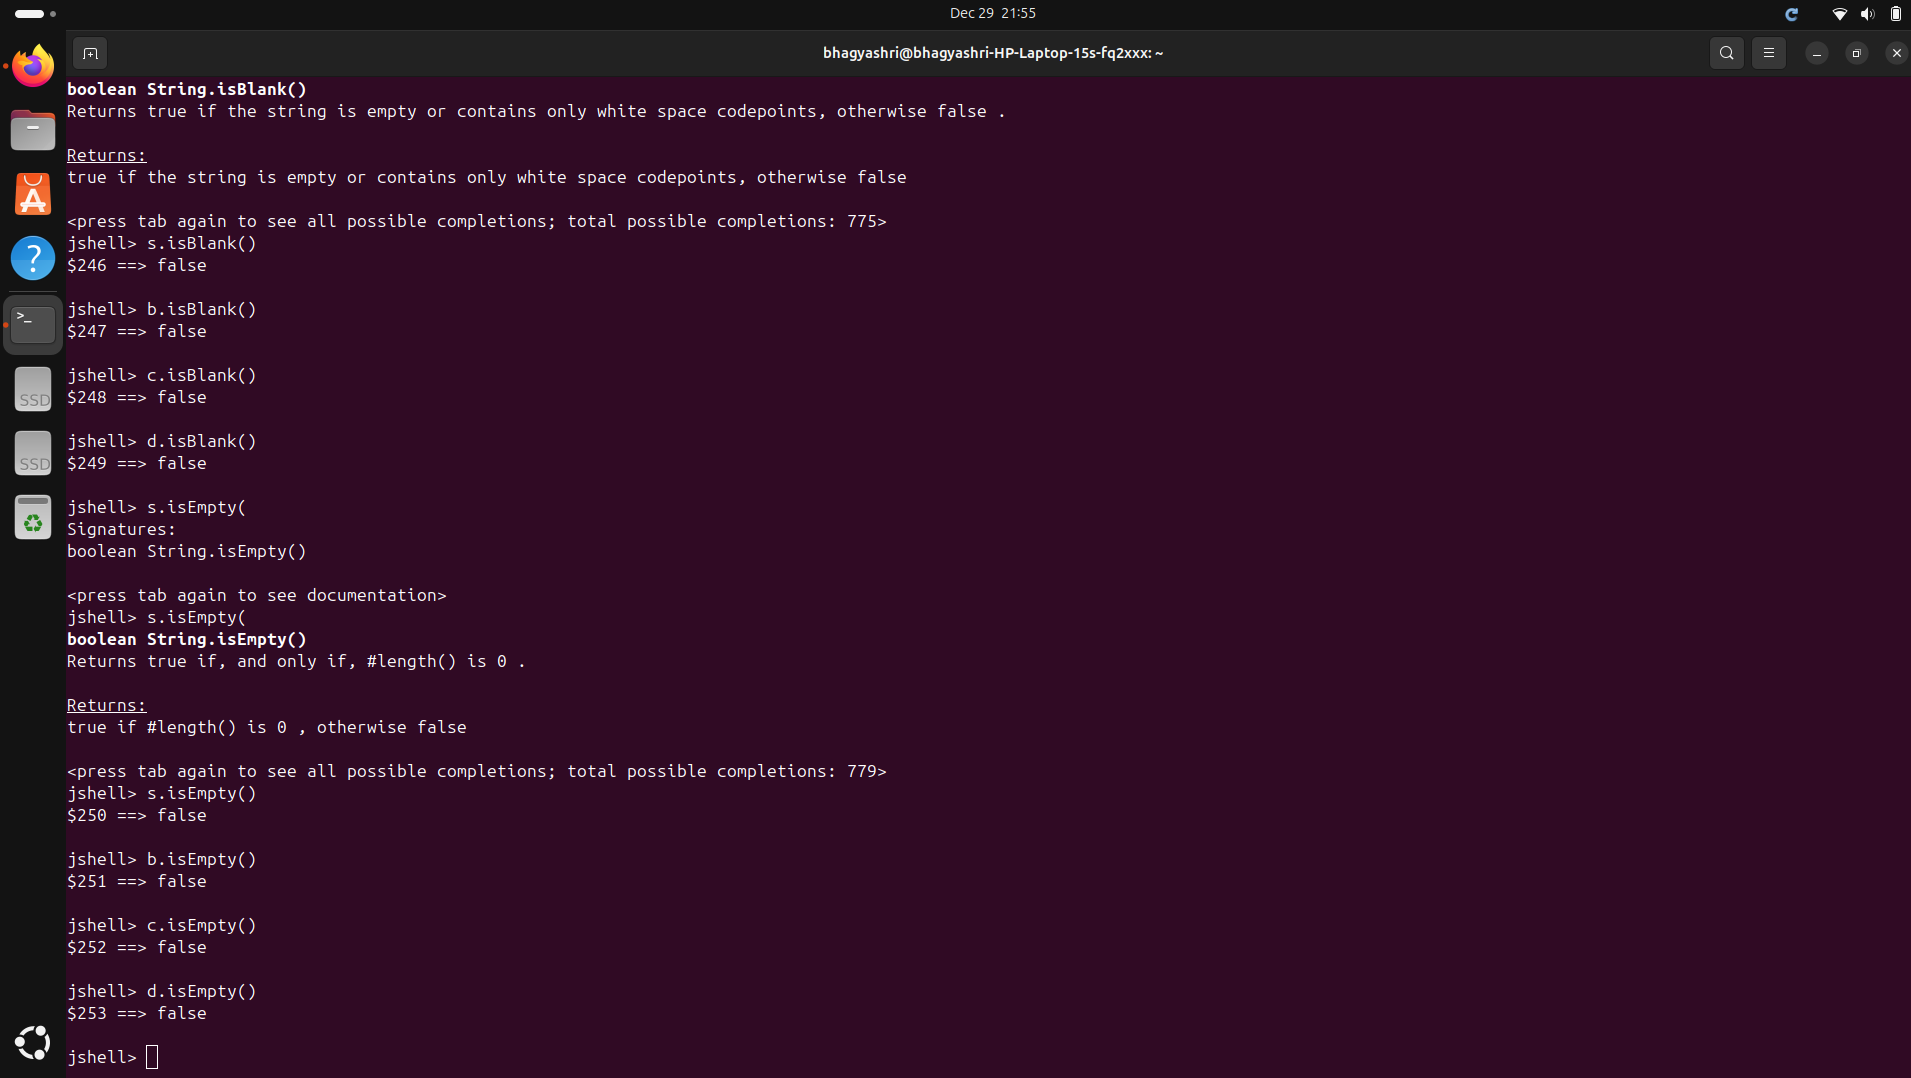 Dec 29 21:55
bhagyashri@bhagyashri-HP-Laptop-15s-fq2xxx: ~
boolean String.isBlank()
Returns true if the string is empty or contains only white space codepoints, otherwise false .
Returns:
true if the string is empty or contains only white space codepoints, otherwise false
<press tab again to see all possible completions; total possible completions: 775>
jshell> s.isBlank()
$246 ==> false
jshell> b.isBlank()
$247 ==> false
jshell> c.isBlank()
$248 ==> false
jshell> d.isBlank()
$249 ==> false
jshell> s.isEmpty(
Signatures:
boolean String.isEmpty()
<press tab again to see documentation>
jshell> s.isEmpty(
boolean String.isEmpty()
Returns true if, and only if, #length() is 0 .
Returns:
true if #length() is 0 , otherwise false
<press tab again to see all possible completions; total possible completions: 779>
jshell> s.isEmpty()
$250 ==> false
jshell> b.isEmpty()
$251 ==> false
jshell> c.isEmpty()
$252 ==> false
jshell> d.isEmpty()
$253 ==> false
jshell>
?
>_
SSD
SSD